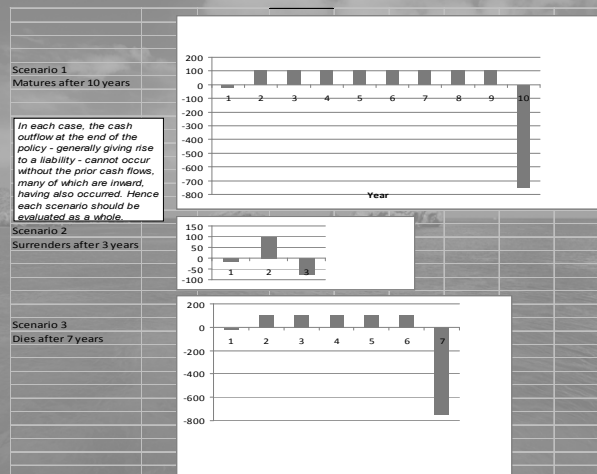 Scenario 1
Matures after 10 years
200
100
0
-100
-200
-300
-400
-500
-600
-700
-800
1 2 3 4 5 6 7 8 9 10
Year
In each case, the cash
outflow at the end of the
policy - generally giving rise
to a liability - cannot occur
without the prior cash flows,
many of which are inward,
having also occurred. Hence
each scenario should be
evaluated as a whole.
Scenario 2
Surrenders after 3 years
150
100
50
0
-50
-100
1 2 3
Scenario 3
Dies after 7 years
200
0
-200
-400
-600
-800
1 2 3 4 5 6 7